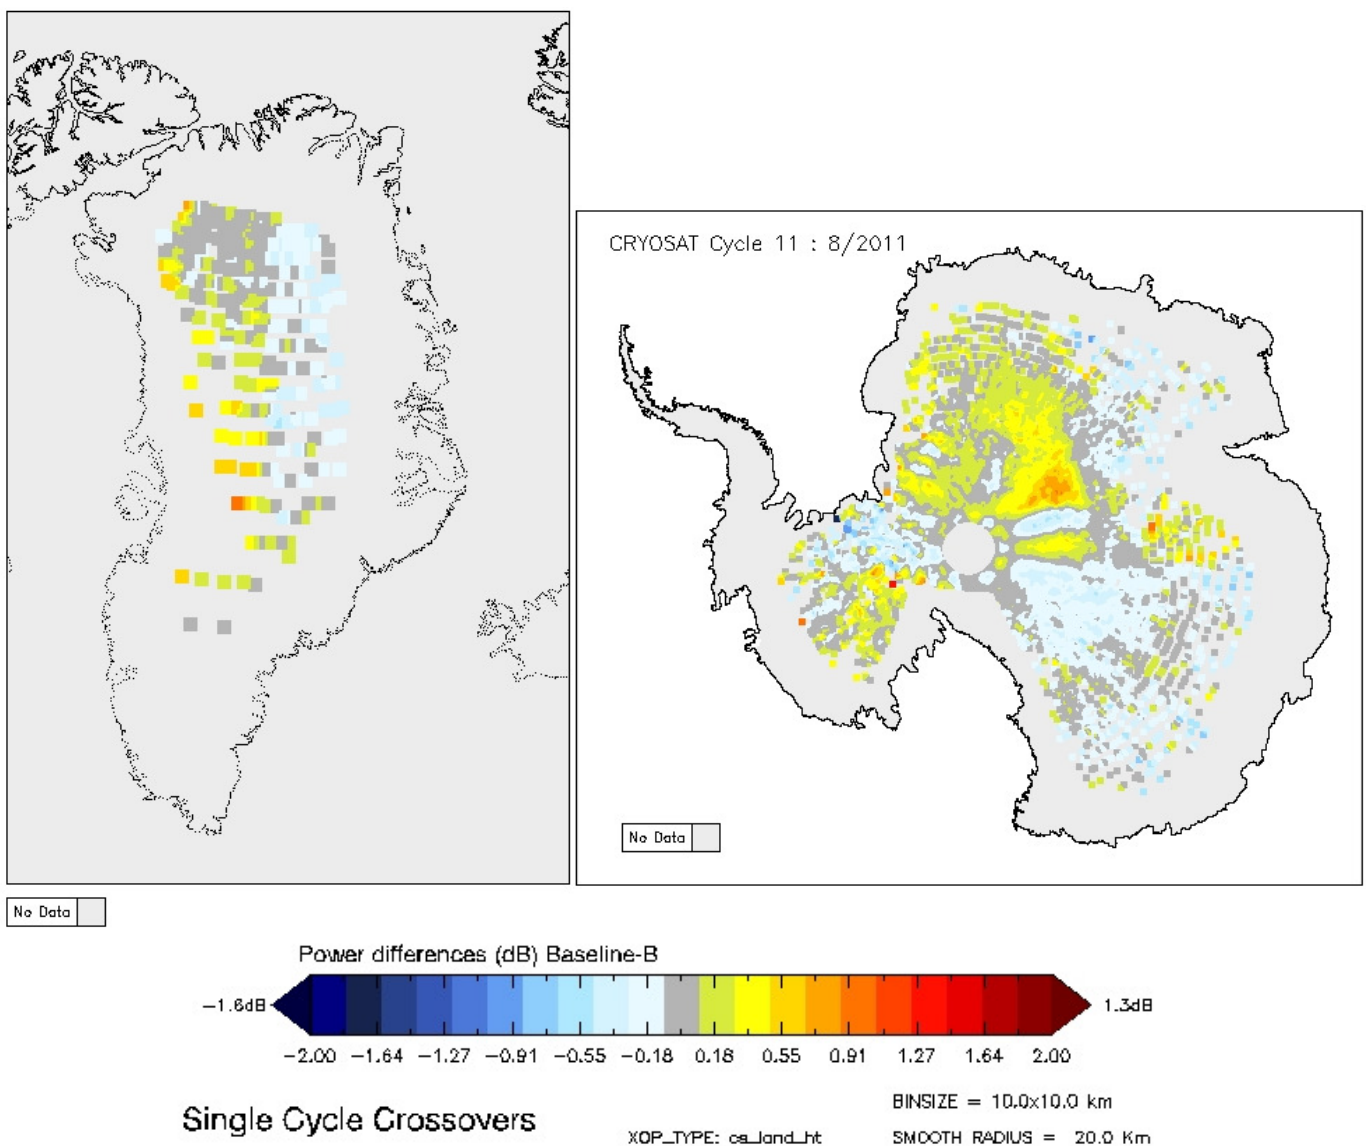 CRYOSAT Cycle 11 : 8/2011
No Data
No Data
Power differences (dB) Baseline-B
-1.6dB
1.3dB
-2.00 -1.64 -1.27 -0.91 -0.55 -0.18 0.18 0.55 0.91 1.27 1.64 2.00
Single Cycle Crossovers
BINSIZE = 10.0x10.0 km
XOP_TYPE: cs_land_ht
SMOOTH RADIUS = 20.0 Km